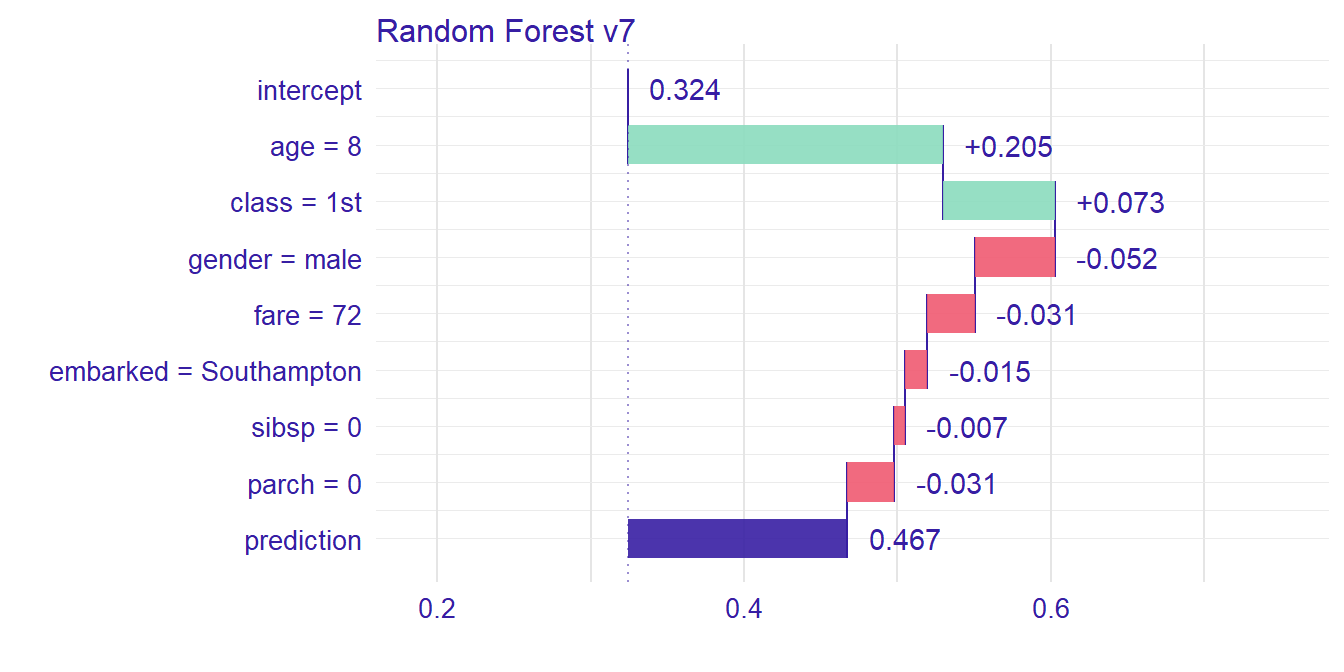 Random Forest v7
intercept 0.324
age = 8 +0.205
class = 1st +0.073
gender = male -0.052
fare = 72 -0.031
embarked = Southampton -0.015
sibsp = 0 -0.007
parch = 0 -0.031
prediction 0.467
0.2 0.4 0.6